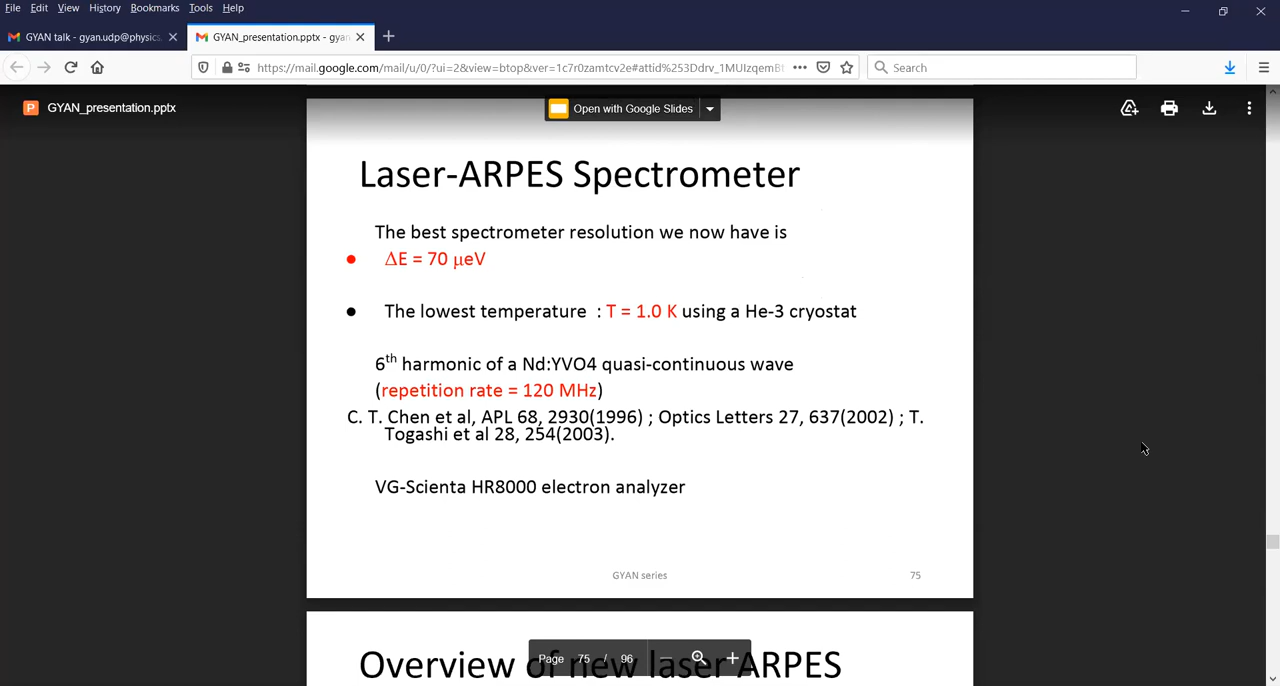 File Edit View History Bookmarks Tools Help
GYAN talk - gyan.udp@physics.
GYAN_presentation.pptx - gyan
https://mail.google.com/mail/u/0/?ui=2&view=btop&ver=1c7r0zamtcv2e#attid%253Ddrv_1MUIzqemBt
Search
P GYAN_presentation.pptx
Open with Google Slides
Laser-ARPES Spectrometer
The best spectrometer resolution we now have is
• ΔE = 70 μeV
• The lowest temperature : T = 1.0 K using a He-3 cryostat
6th harmonic of a Nd:YVO4 quasi-continuous wave
(repetition rate = 120 MHz)
C. T. Chen et al, APL 68, 2930(1996) ; Optics Letters 27, 637(2002) ; T.
Togashi et al 28, 254(2003).
VG-Scienta HR8000 electron analyzer
GYAN series 75
Overview of new laser ARPES
Page 75 / 96